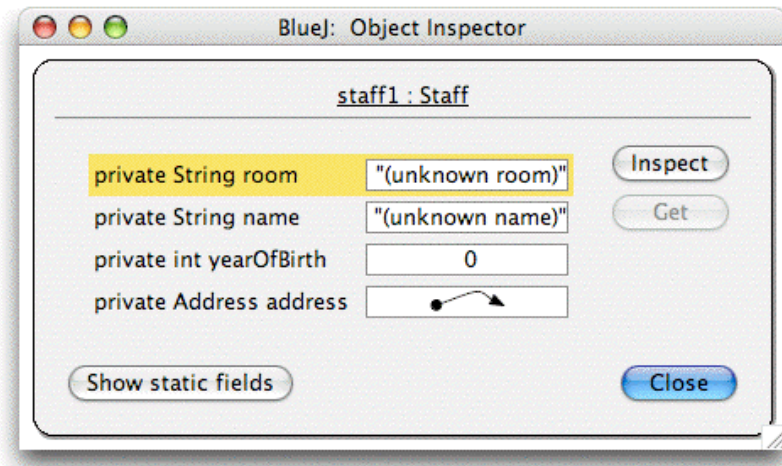 BlueJ: Object Inspector
staff1 : Staff
private String room "(unknown room)"
Inspect
private String name "(unknown name)"
Get
private int yearOfBirth 0
private Address address
Show static fields
Close